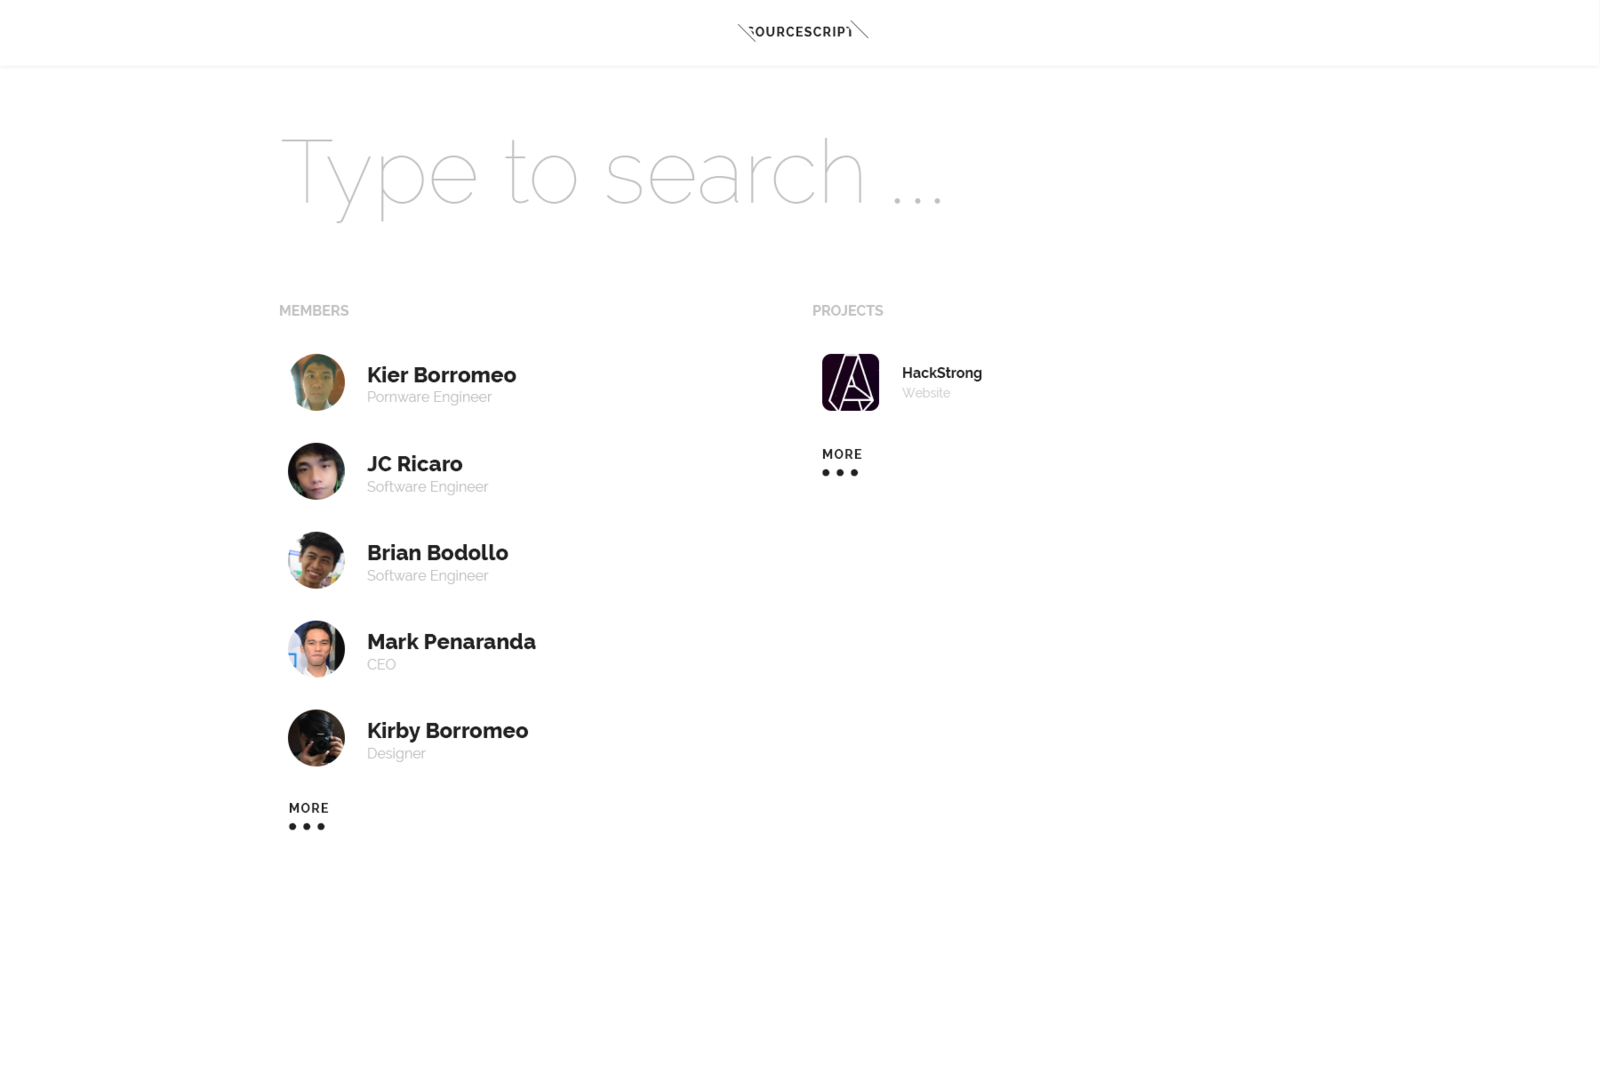 SOURCESCRIPT
Type to search ...
MEMBERS
Kier Borromeo
Pornware Engineer
JC Ricaro
Software Engineer
Brian Bodollo
Software Engineer
Mark Penaranda
CEO
Kirby Borromeo
Designer
MORE
PROJECTS
HackStrong
Website
MORE